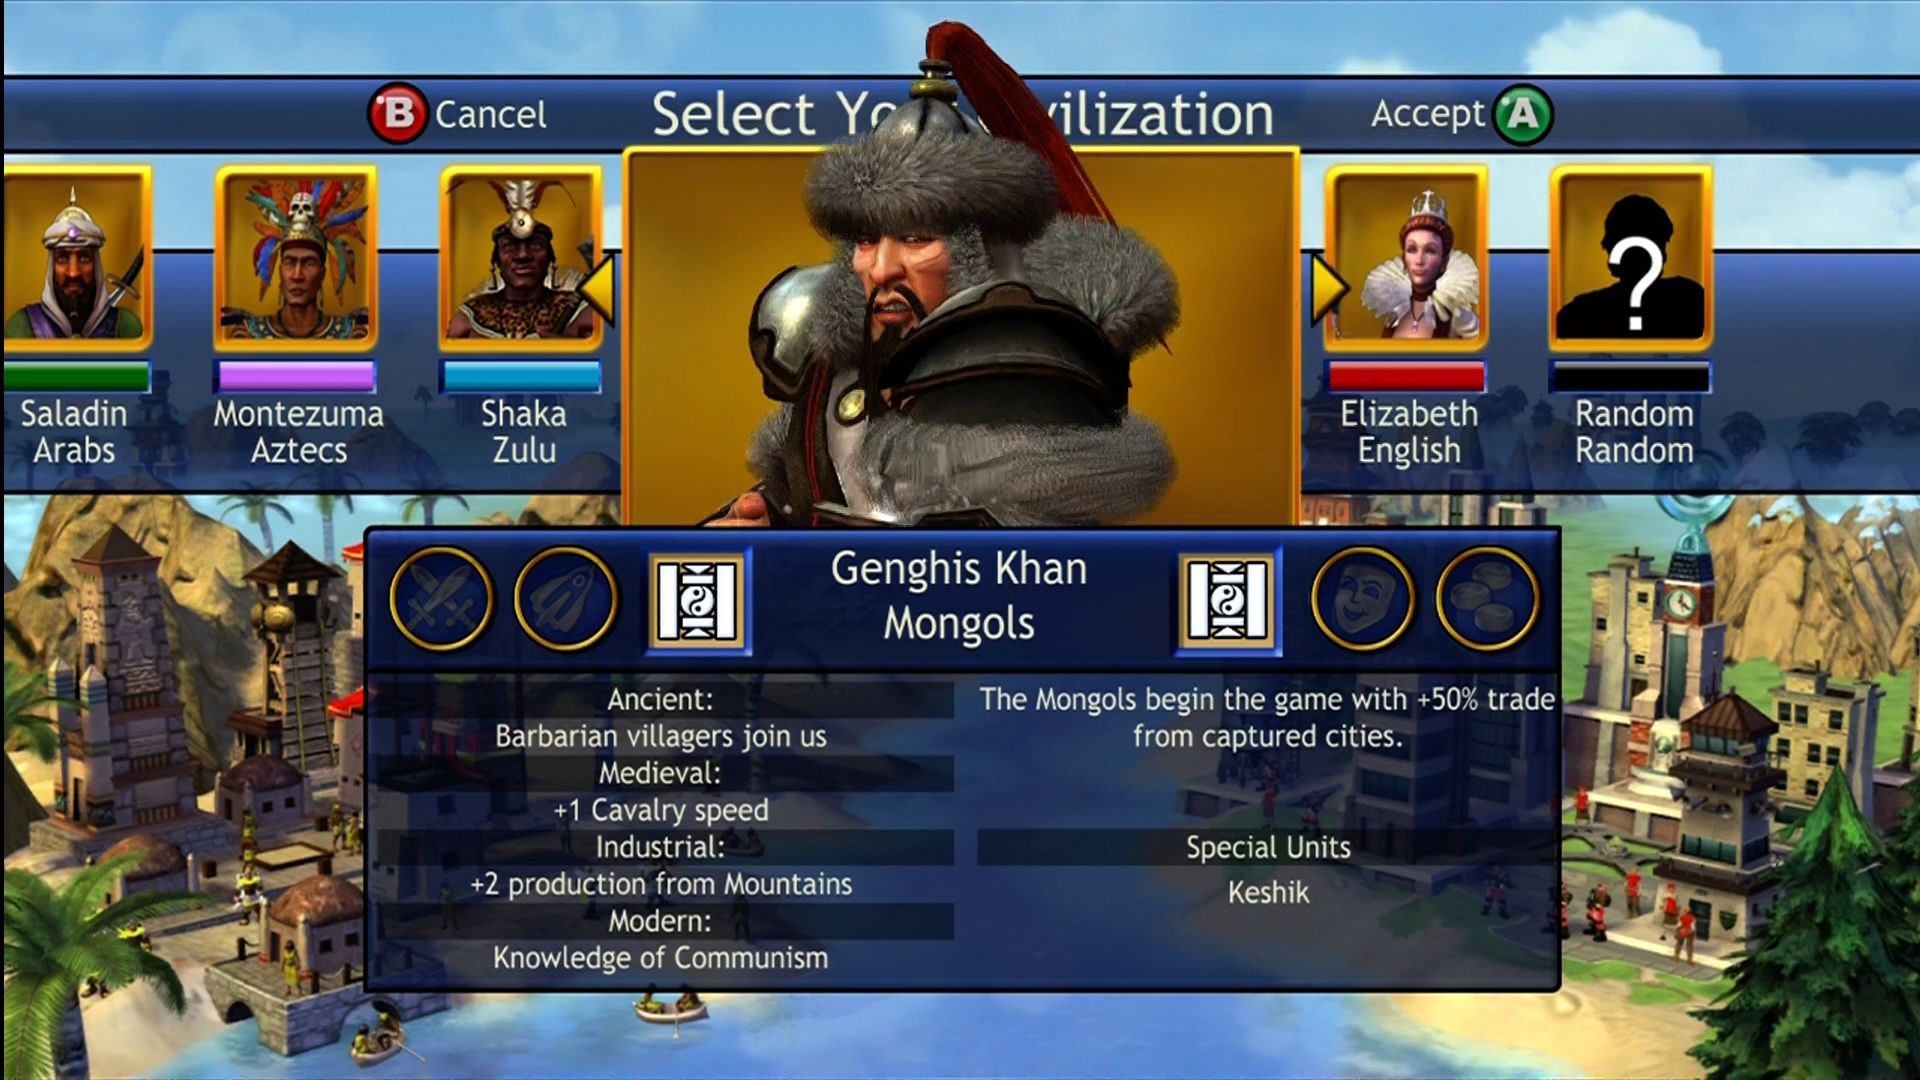 B Cancel
Select Yo vilization
Accept A
Saladin
Arabs
Montezuma
Aztecs
Shaka
Zulu
Elizabeth
English
?
Random
Random
Genghis Khan
Mongols
Ancient:
Barbarian villagers join us
Medieval:
+1 Cavalry speed
Industrial:
+2 production from Mountains
Modern:
Knowledge of Communism
The Mongols begin the game with +50% trade
from captured cities.
Special Units
Keshik